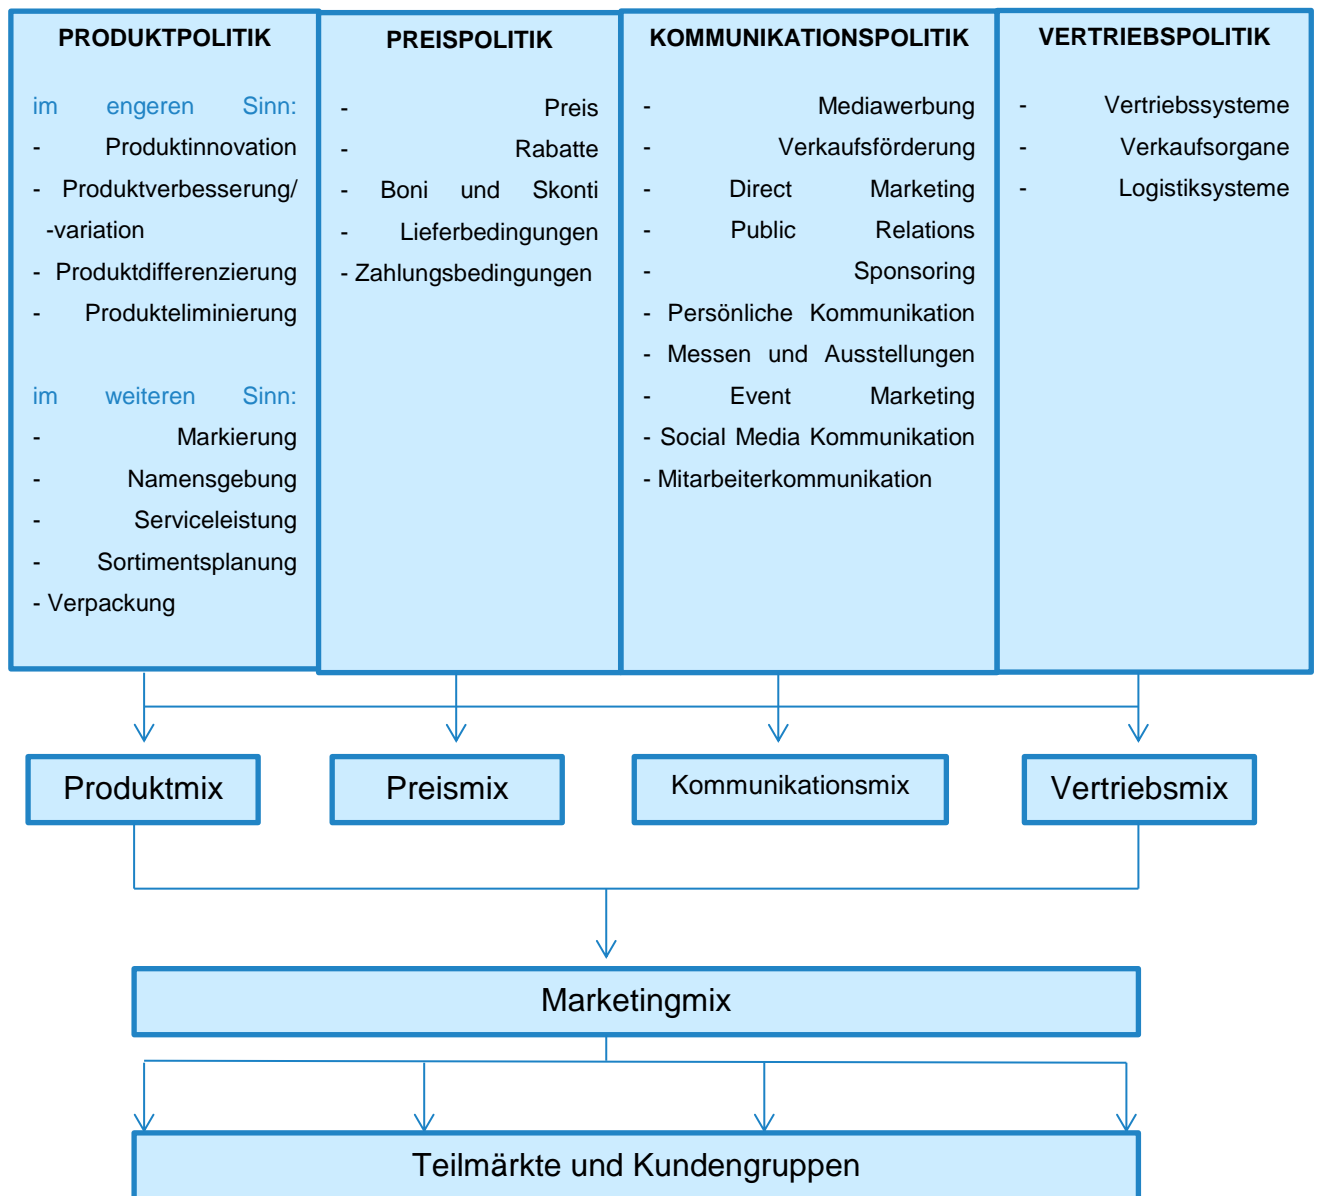 PRODUKTPOLITIK
im engeren Sinn:
- Produktinnovation
- Produktverbesserung/
-variation
- Produktdifferenzierung
- Produkteliminierung
im weiteren Sinn:
- Markierung
- Namensgebung
- Serviceleistung
- Sortimentsplanung
- Verpackung
PREISPOLITIK
- Preis
- Rabatte
- Boni und Skonti
- Lieferbedingungen
- Zahlungsbedingungen
KOMMUNIKATIONSPOLITIK
- Mediawerbung
- Verkaufsförderung
- Direct Marketing
- Public Relations
- Sponsoring
- Persönliche Kommunikation
- Messen und Ausstellungen
- Event Marketing
- Social Media Kommunikation
- Mitarbeiterkommunikation
VERTRIEBSPOLITIK
- Vertriebssysteme
- Verkaufsorgane
- Logistiksysteme
Produktmix
Preismix
Kommunikationsmix
Vertriebsmix
Marketingmix
Teilmärkte und Kundengruppen